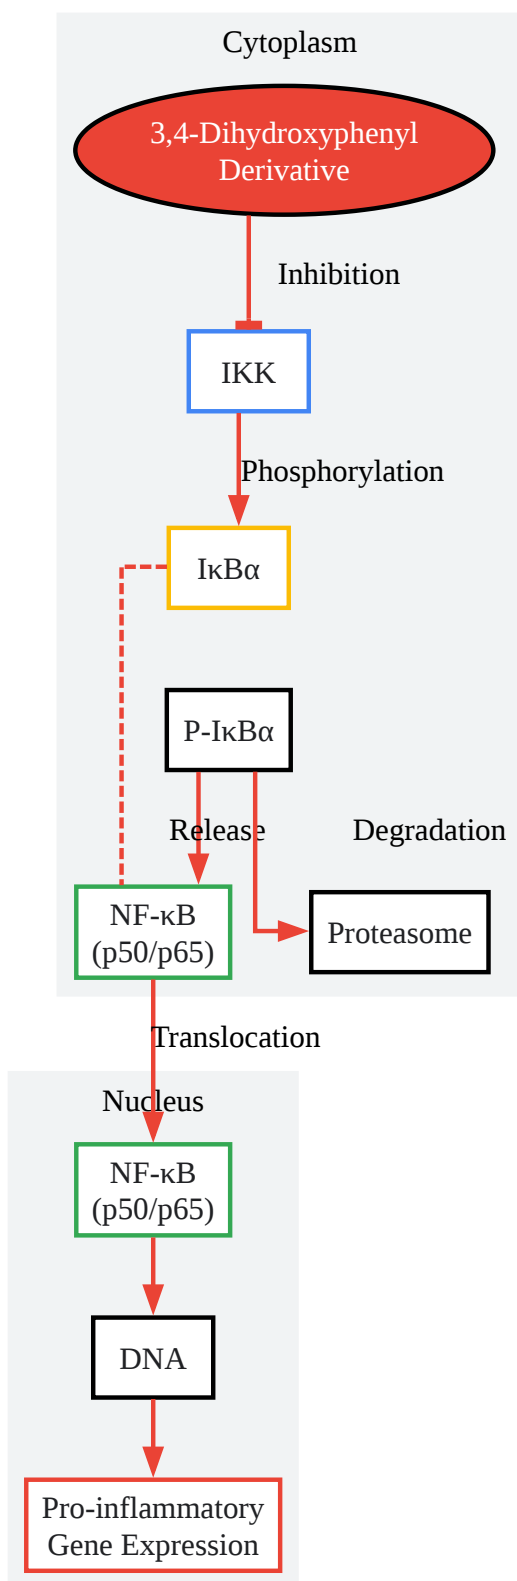 Cytoplasm
3,4-Dihydroxyphenyl
Derivative
Inhibition
IKK
Phosphorylation
IκBα
P-IκBα
Release
Degradation
NF-κB
(p50/p65)
Proteasome
Translocation
Nucleus
NF-κB
(p50/p65)
DNA
Pro-inflammatory
Gene Expression